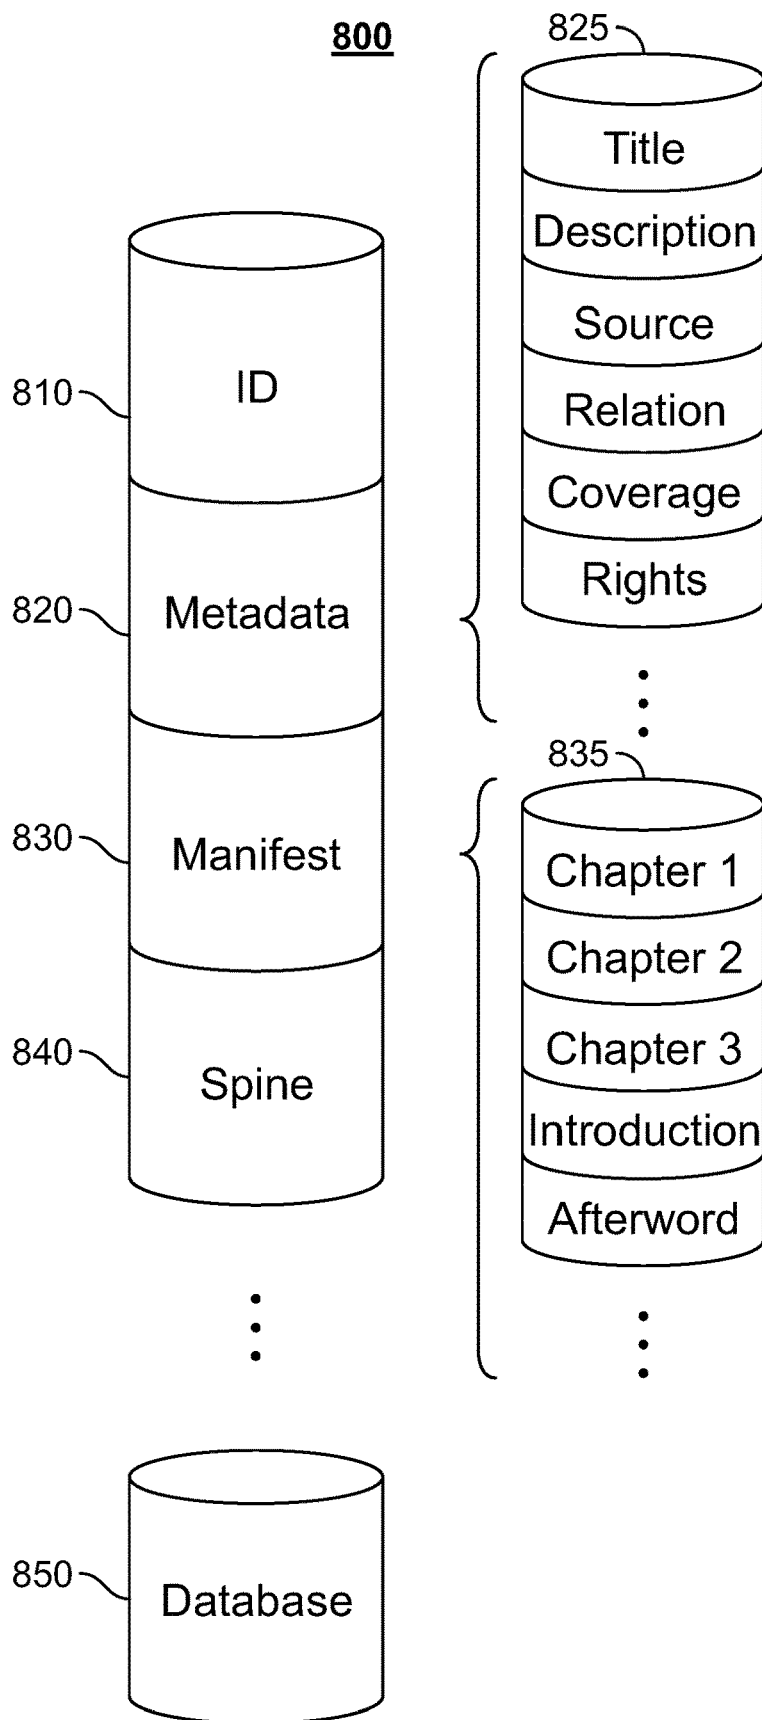 800
825
Title
Description
Source
Relation
Coverage
Rights
810
ID
820
Metadata
830
Manifest
840
Spine
835
Chapter 1
Chapter 2
Chapter 3
Introduction
Afterword
850
Database